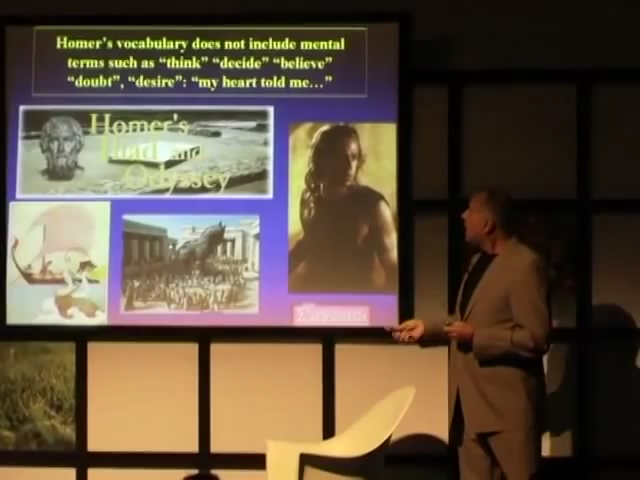 Homer's vocabulary does not include mental
terms such as "think" "decide" "believe"
"doubt", "desire": "my heart told me…"
Homer's
Iliad and
Odyssey